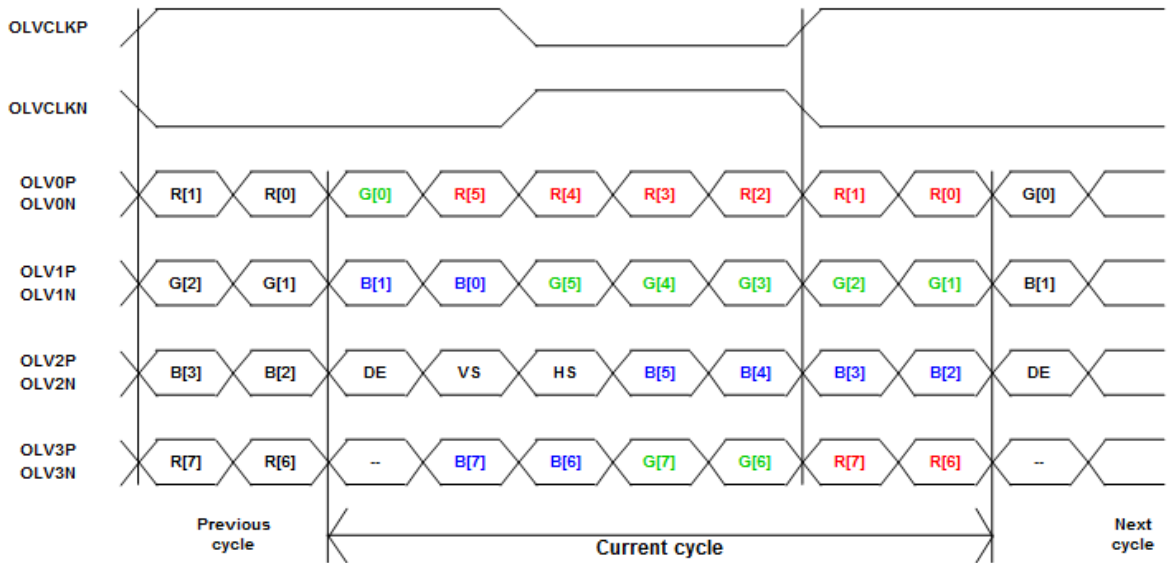 OLVCLKP
OLVCLKN
OLV0P
OLV0N
R[1] R[0] G[0] R[5] R[4] R[3] R[2] R[1] R[0] G[0]
OLV1P
OLV1N
G[2] G[1] B[1] B[0] G[5] G[4] G[3] G[2] G[1] B[1]
OLV2P
OLV2N
B[3] B[2] DE VS HS B[5] B[4] B[3] B[2] DE
OLV3P
OLV3N
R[7] R[6] -- B[7] B[6] G[7] G[6] R[7] R[6] --
Previous
cycle
Current cycle
Next
cycle